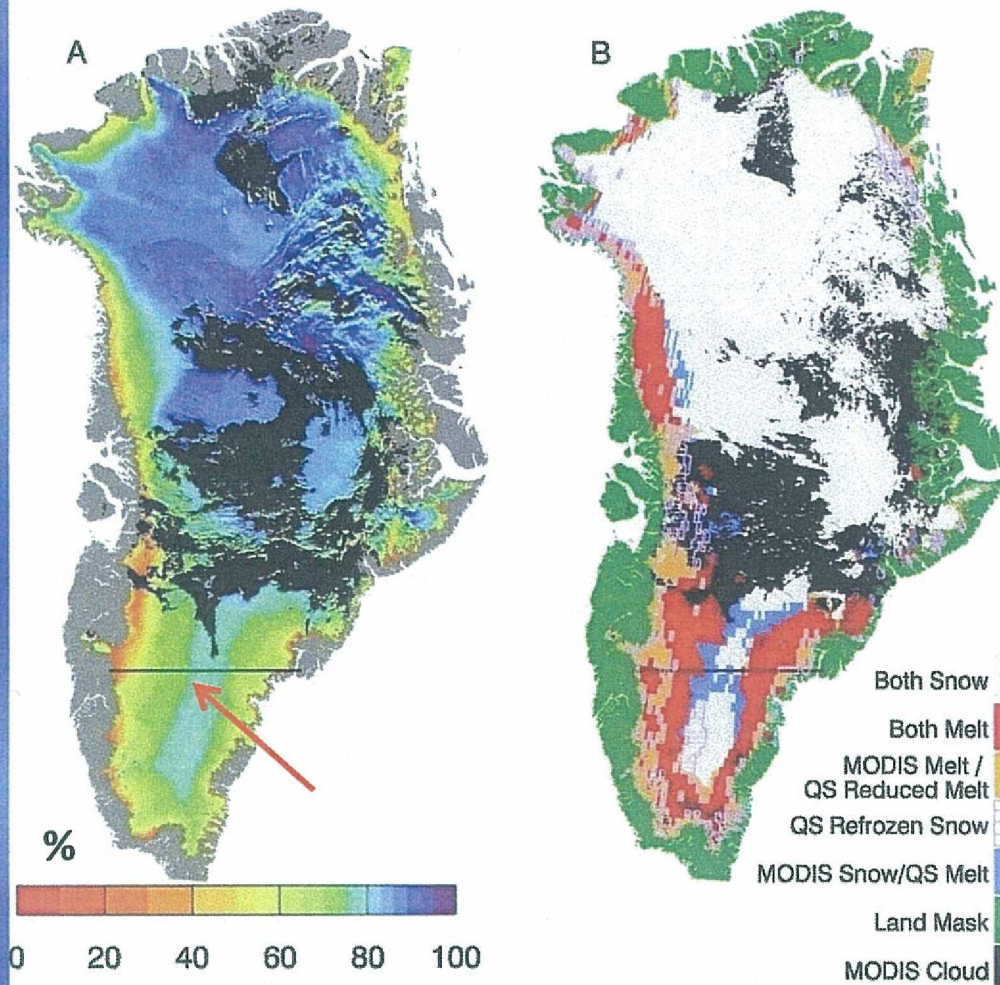 A
B
%
0 20 40 60 80 100
Both Snow
Both Melt
MODIS Melt /
QS Reduced Melt
QS Refrozen Snow
MODIS Snow/QS Melt
Land Mask
MODIS Cloud